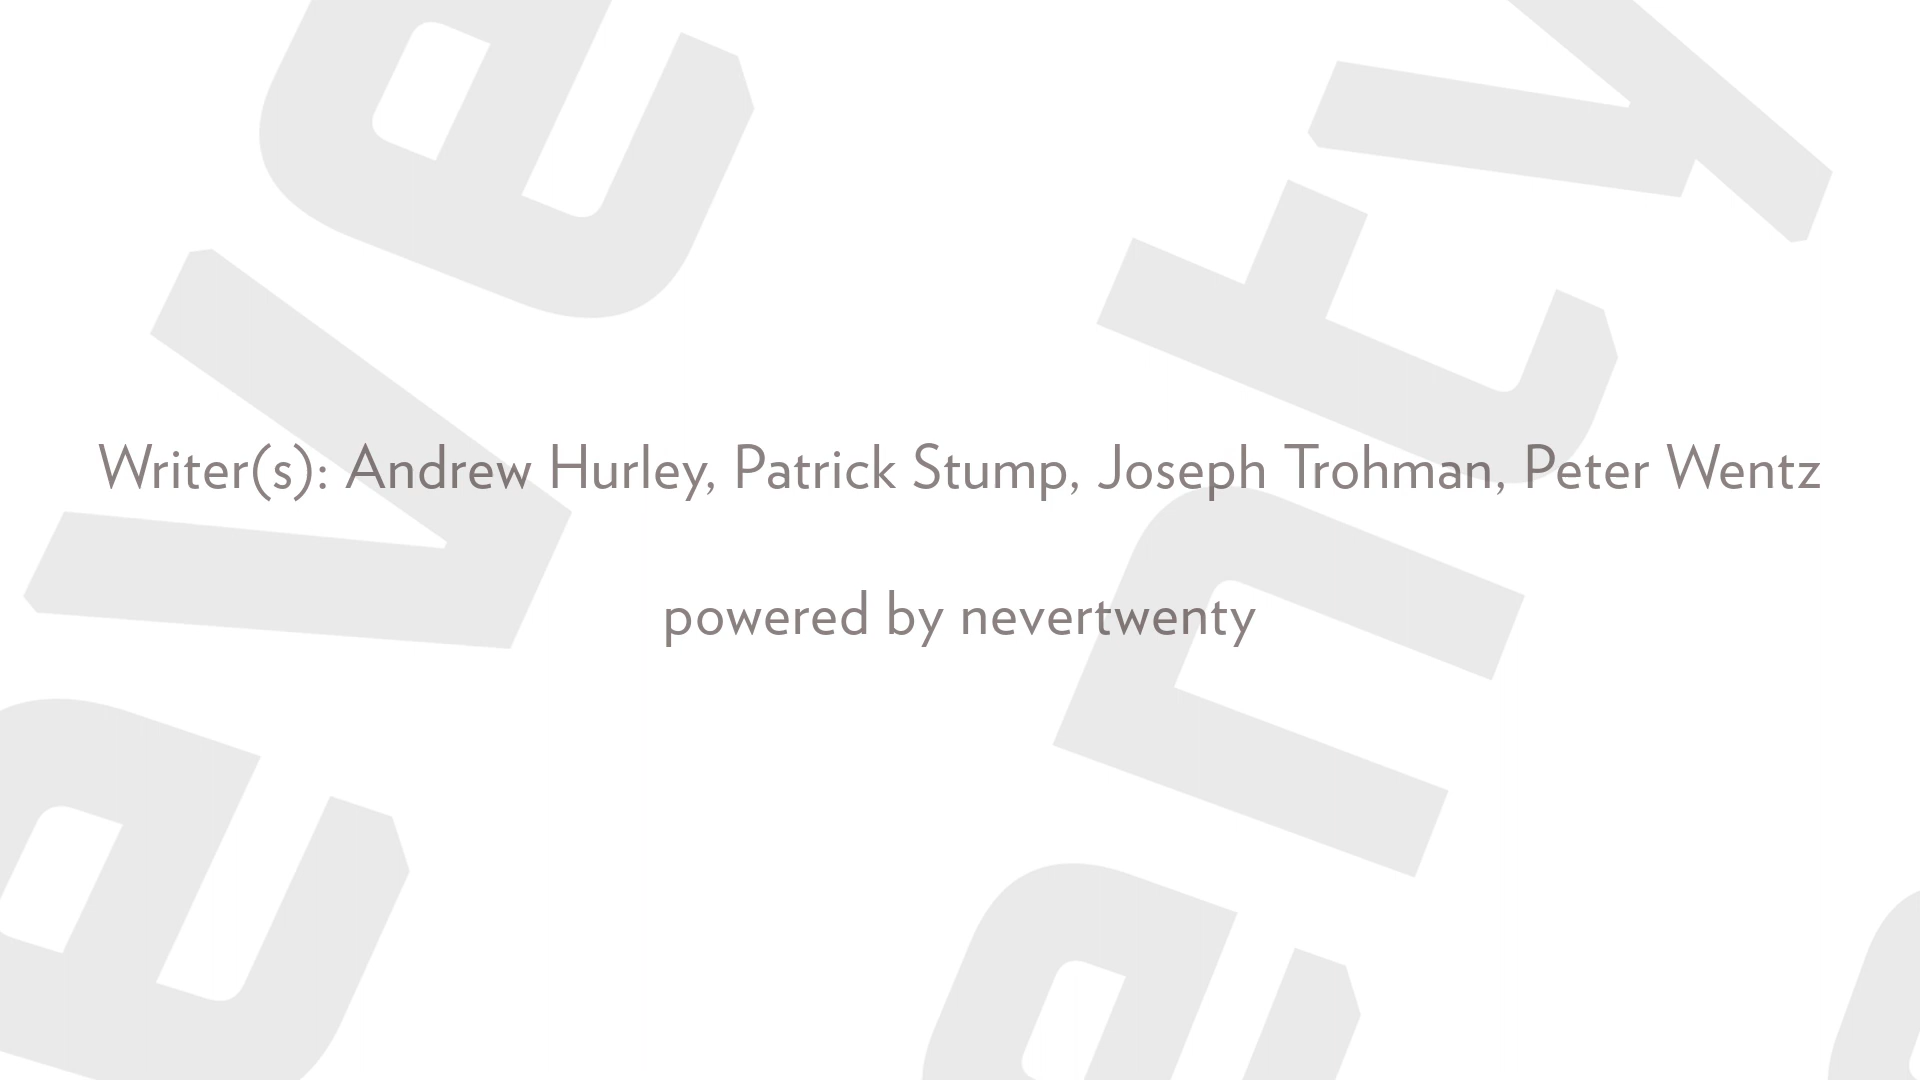 Writer(s): Andrew Hurley, Patrick Stump, Joseph Trohman, Peter Wentz
powered by nevertwenty